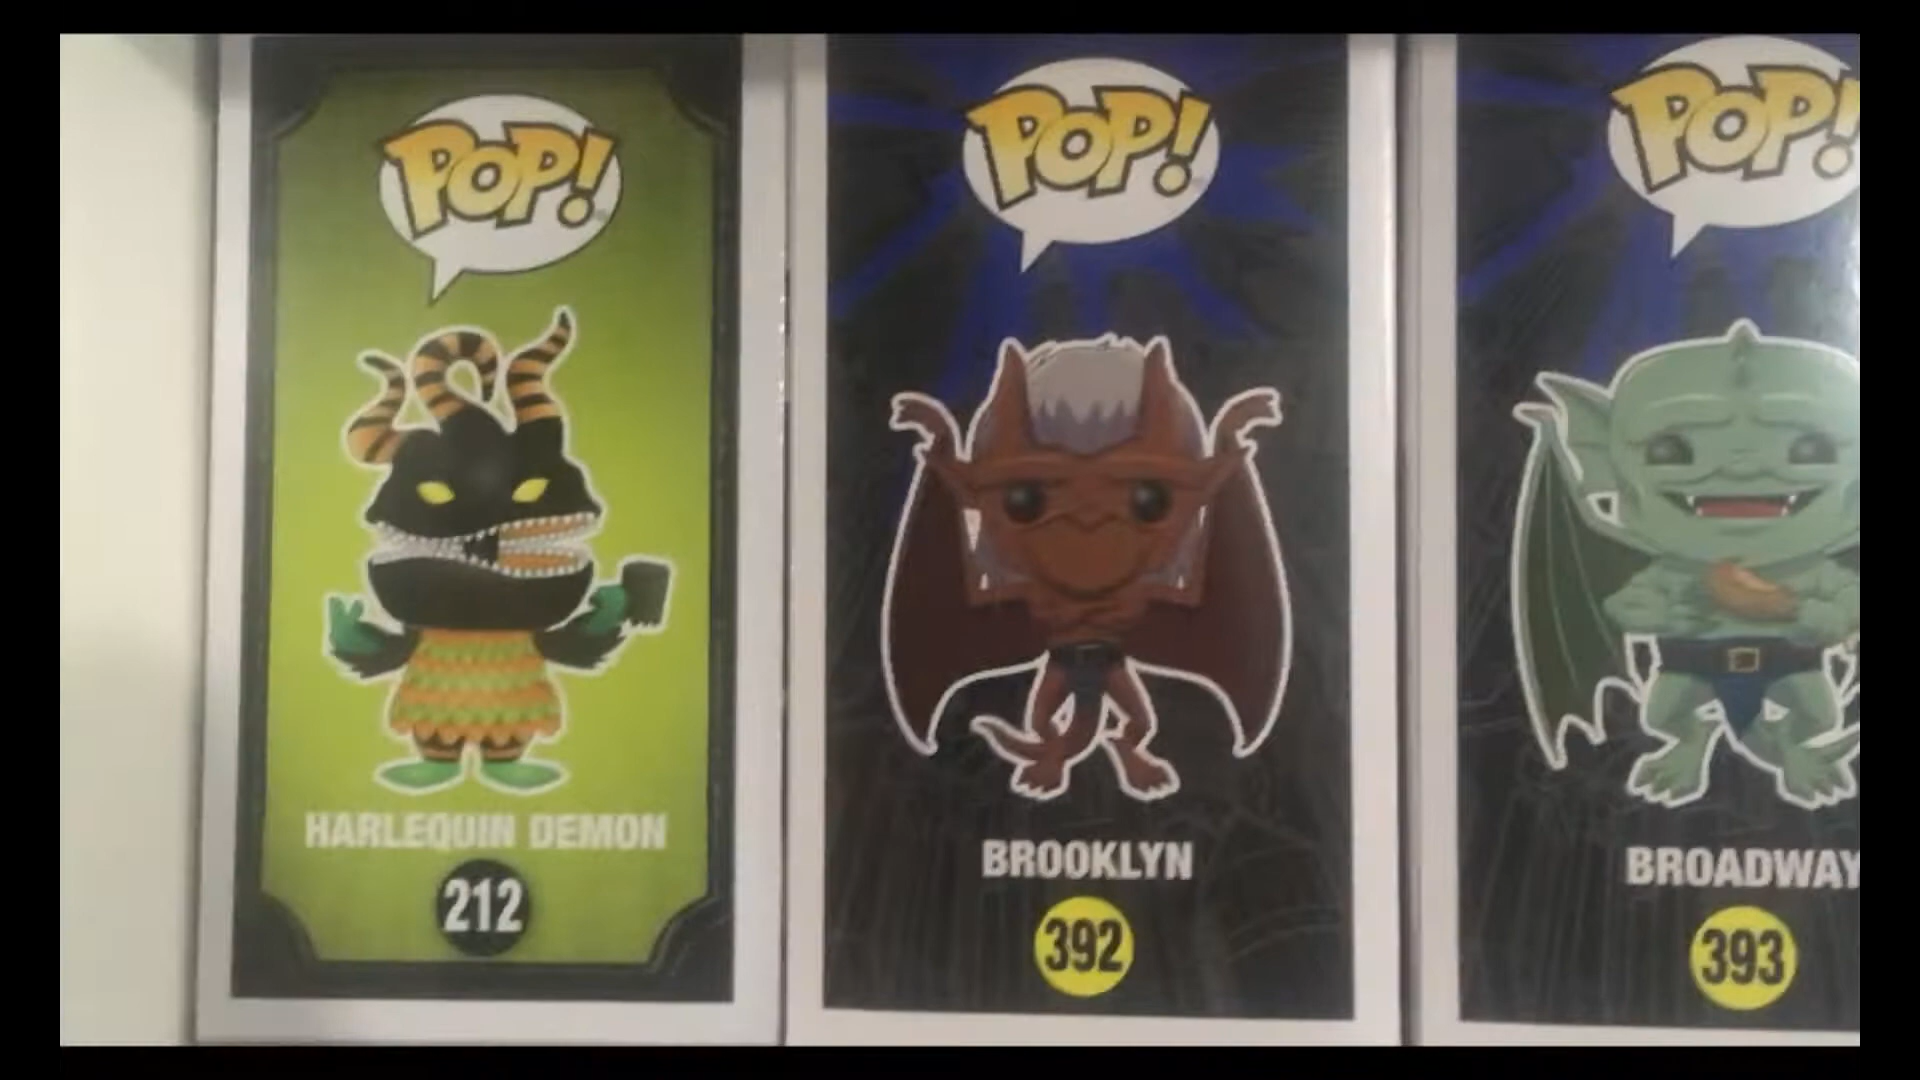 POP!
HARLEQUIN DEMON
212
POP!
BROOKLYN
392
POP!
BROADWAY
393